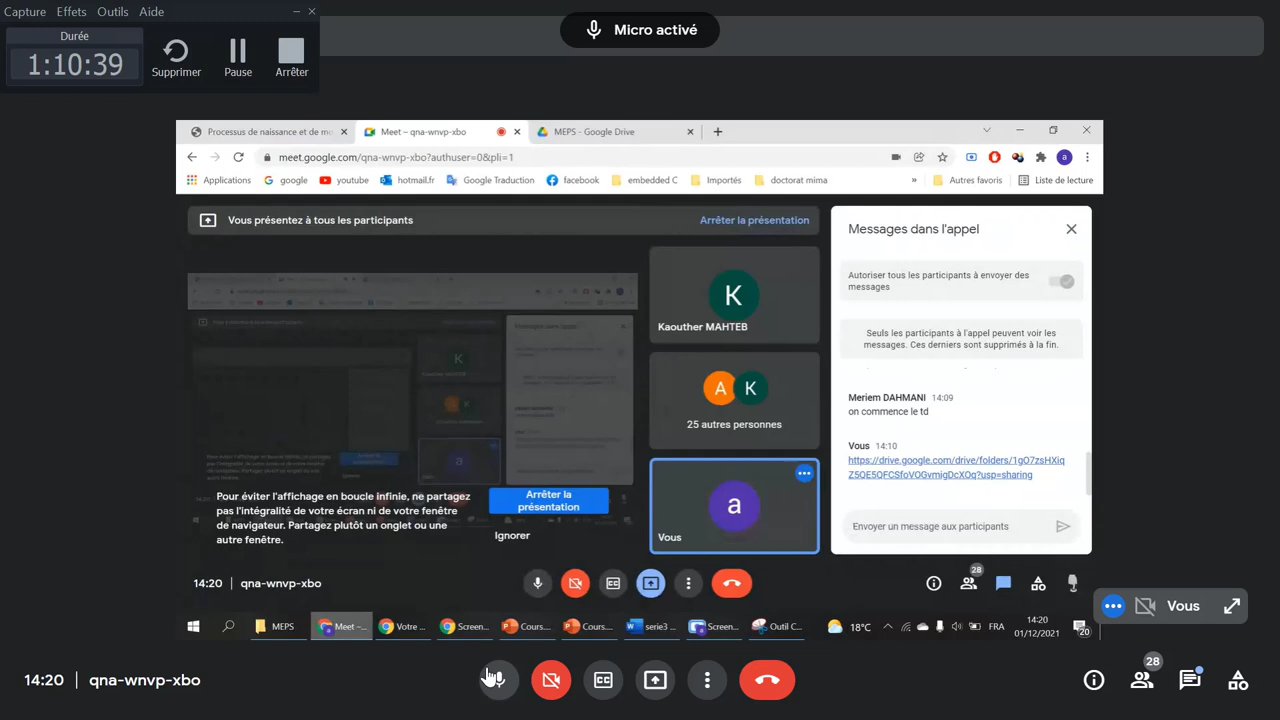 Capture Effets Outils Aide
Durée
1:10:39
Supprimer
Pause
Arrêter
Micro activé
Processus de naissance et de mo
Meet – qna-wnvp-xbo
MEPS - Google Drive
meet.google.com/qna-wnvp-xbo?authuser=0&pli=1
Applications
google
youtube
hotmail.fr
Google Traduction
facebook
embedded C
Importés
doctorat mima
»
Autres favoris
Liste de lecture
Vous présentez à tous les participants
Arrêter la présentation
Pour éviter l'affichage en boucle infinie, ne partagez
pas l'intégralité de votre écran ni de votre fenêtre
de navigateur. Partagez plutôt un onglet ou une
autre fenêtre.
Arrêter la
présentation
Ignorer
K
Kaouther MAHTEB
A
K
25 autres personnes
a
Vous
Messages dans l'appel
Autoriser tous les participants à envoyer des
messages
Seuls les participants à l'appel peuvent voir les
messages. Ces derniers sont supprimés à la fin.
Meriem DAHMANI 14:09
on commence le td
Vous 14:10
https://drive.google.com/drive/folders/1gO7zsHXiq
Z5QE5QFCSfoVOGvmigDcXOq?usp=sharing
Envoyer un message aux participants
14:20 | qna-wnvp-xbo
28
MEPS
Meet –...
Votre ...
Screen...
Cours...
Cours...
serie3 ...
Screen...
Outil C...
18°C
FRA
14:20
01/12/2021
20
Vous
14:20 | qna-wnvp-xbo
28